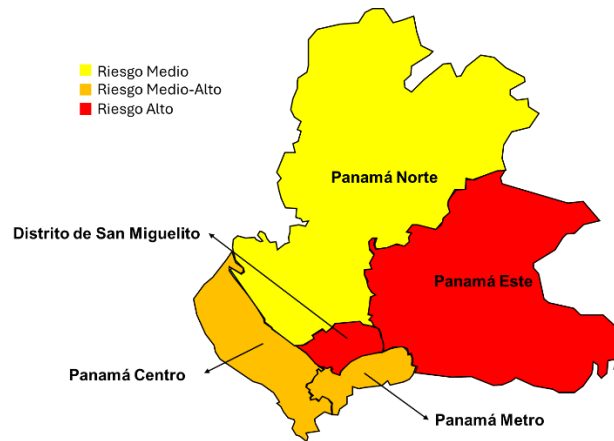 Riesgo Medio
Riesgo Medio-Alto
Riesgo Alto
Panamá Norte
Distrito de San Miguelito
Panamá Este
Panamá Centro
Panamá Metro